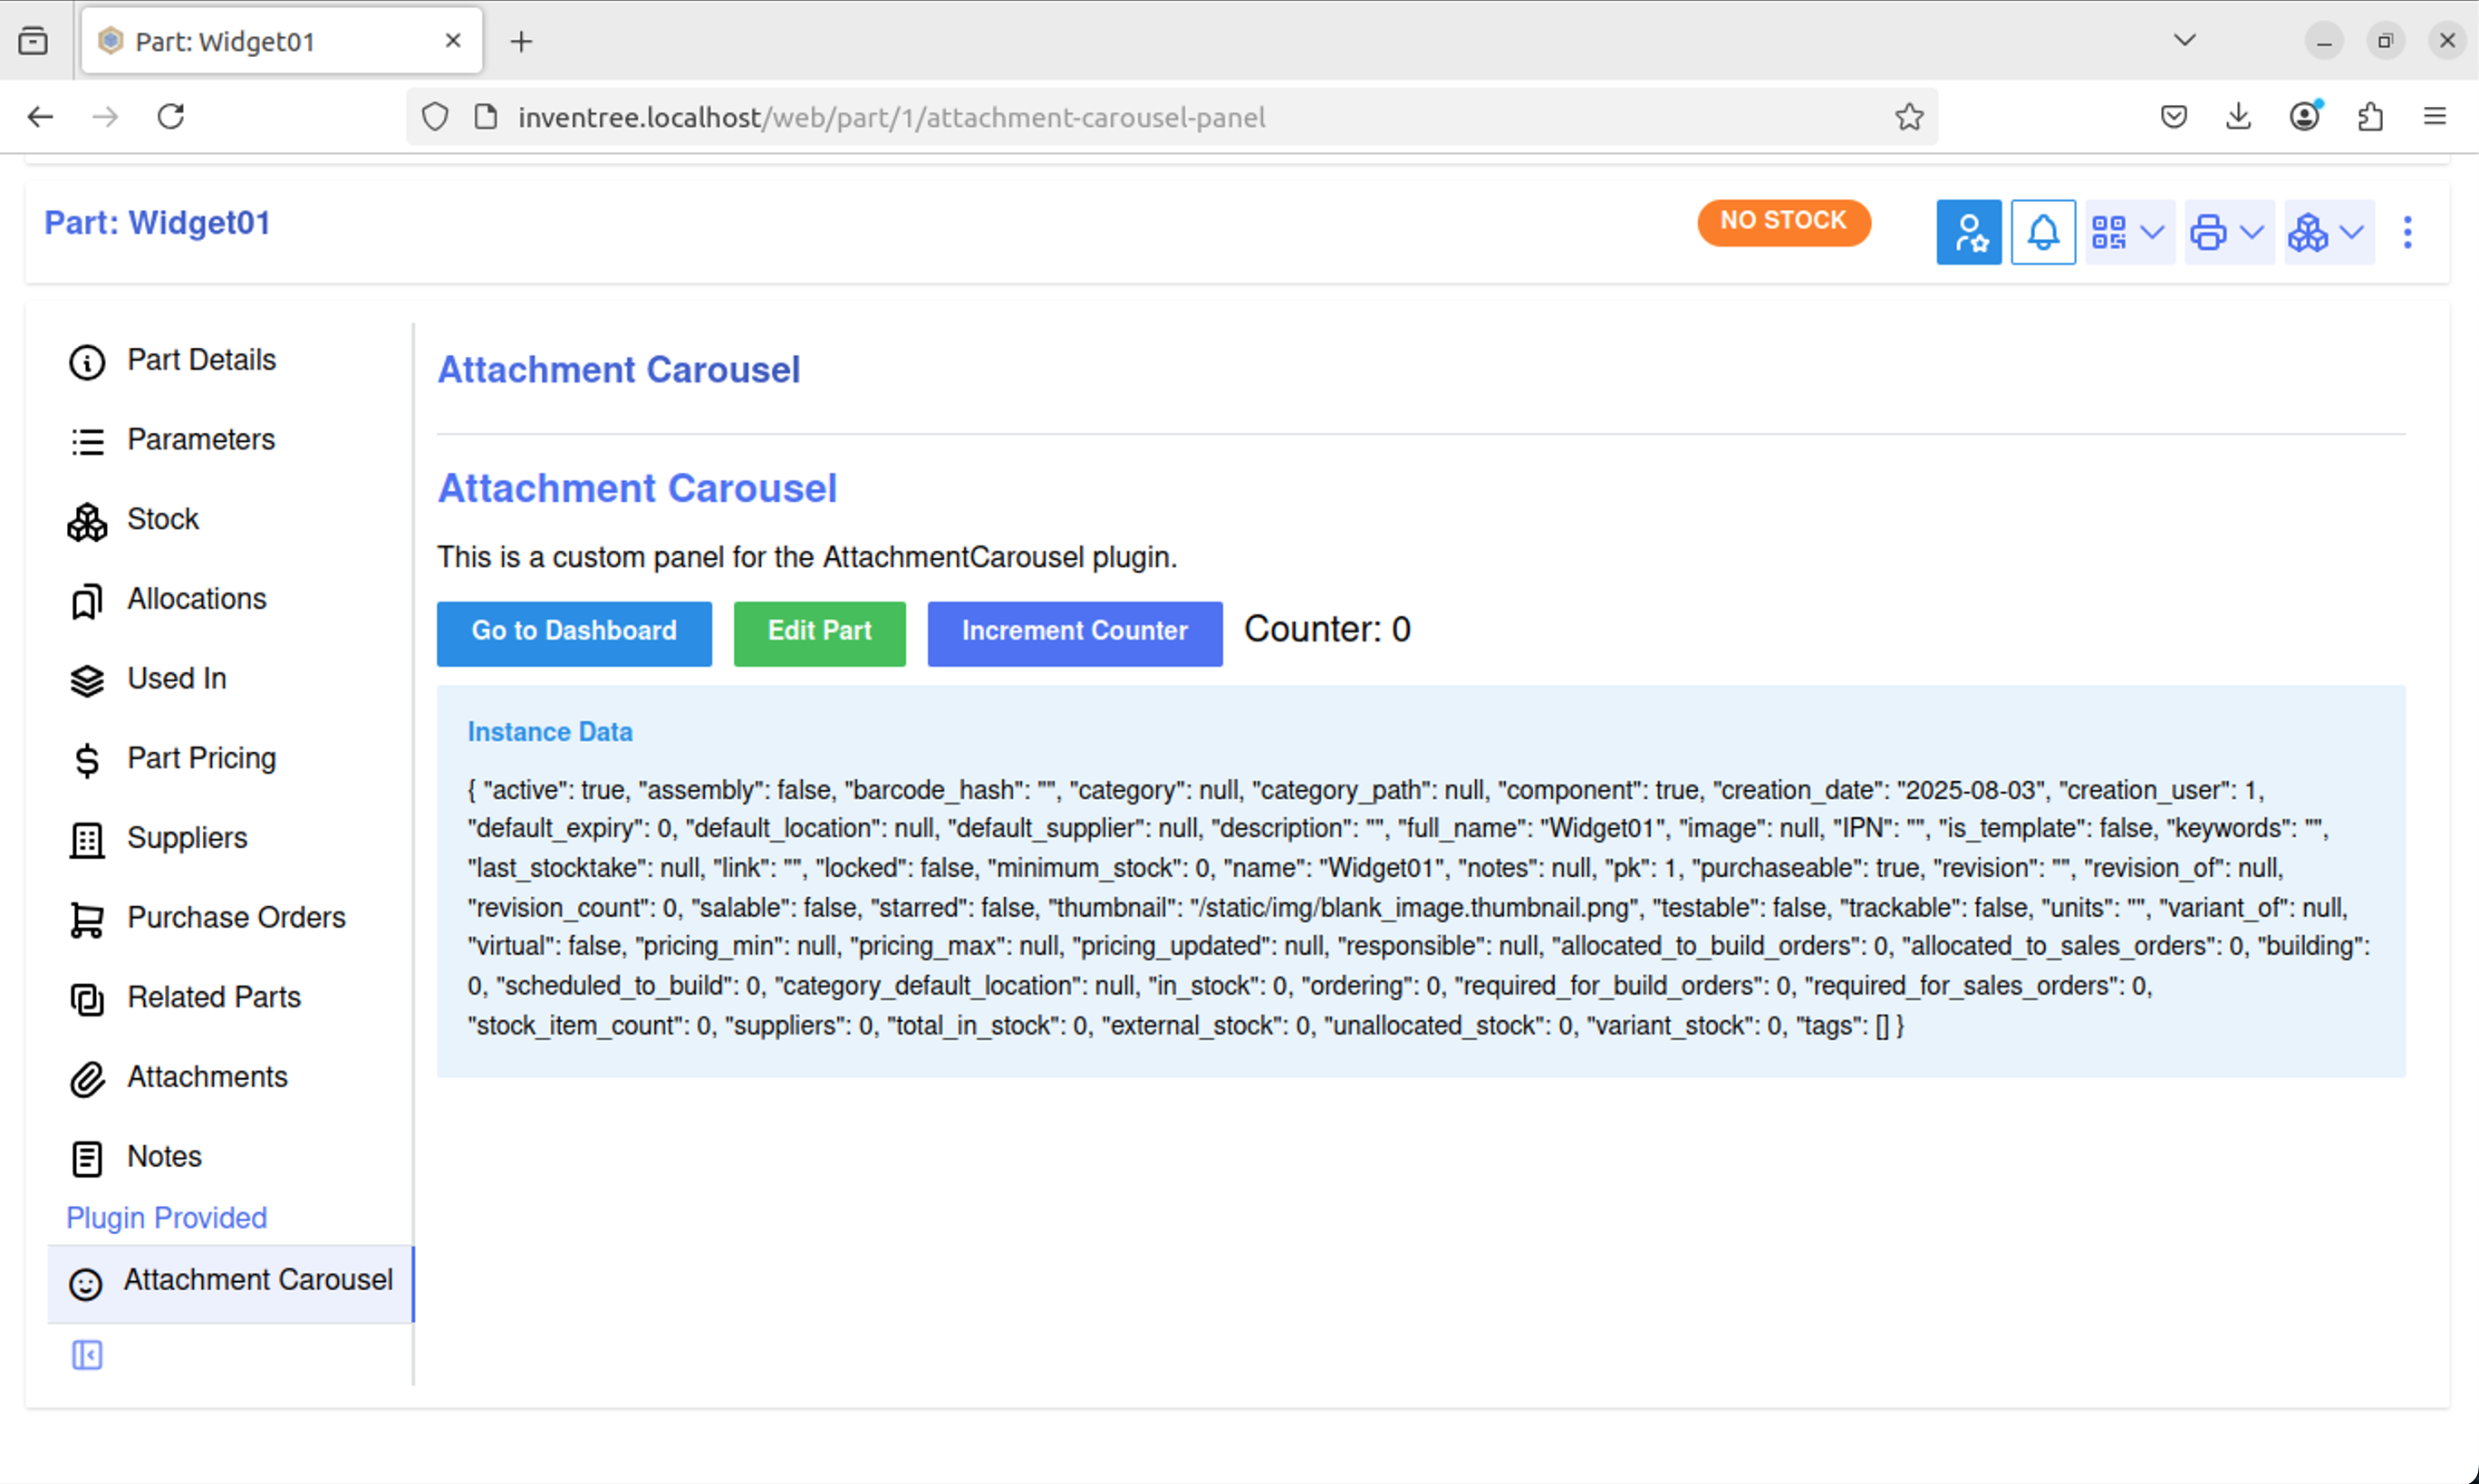 Part: Widget01
inventree.localhost/web/part/1/attachment-carousel-panel
Part: Widget01
NO STOCK
Part Details
Parameters
Stock
Allocations
Used In
Part Pricing
Suppliers
Purchase Orders
Related Parts
Attachments
Notes
Plugin Provided
Attachment Carousel
Attachment Carousel
Attachment Carousel
This is a custom panel for the AttachmentCarousel plugin.
Go to Dashboard Edit Part Increment Counter Counter: 0
Instance Data
{ "active": true, "assembly": false, "barcode_hash": "", "category": null, "category_path": null, "component": true, "creation_date": "2025-08-03", "creation_user": 1,
"default_expiry": 0, "default_location": null, "default_supplier": null, "description": "", "full_name": "Widget01", "image": null, "IPN": "", "is_template": false, "keywords": "",
"last_stocktake": null, "link": "", "locked": false, "minimum_stock": 0, "name": "Widget01", "notes": null, "pk": 1, "purchaseable": true, "revision": "", "revision_of": null,
"revision_count": 0, "salable": false, "starred": false, "thumbnail": "/static/img/blank_image.thumbnail.png", "testable": false, "trackable": false, "units": "", "variant_of": null,
"virtual": false, "pricing_min": null, "pricing_max": null, "pricing_updated": null, "responsible": null, "allocated_to_build_orders": 0, "allocated_to_sales_orders": 0, "building":
0, "scheduled_to_build": 0, "category_default_location": null, "in_stock": 0, "ordering": 0, "required_for_build_orders": 0, "required_for_sales_orders": 0,
"stock_item_count": 0, "suppliers": 0, "total_in_stock": 0, "external_stock": 0, "unallocated_stock": 0, "variant_stock": 0, "tags": [] }